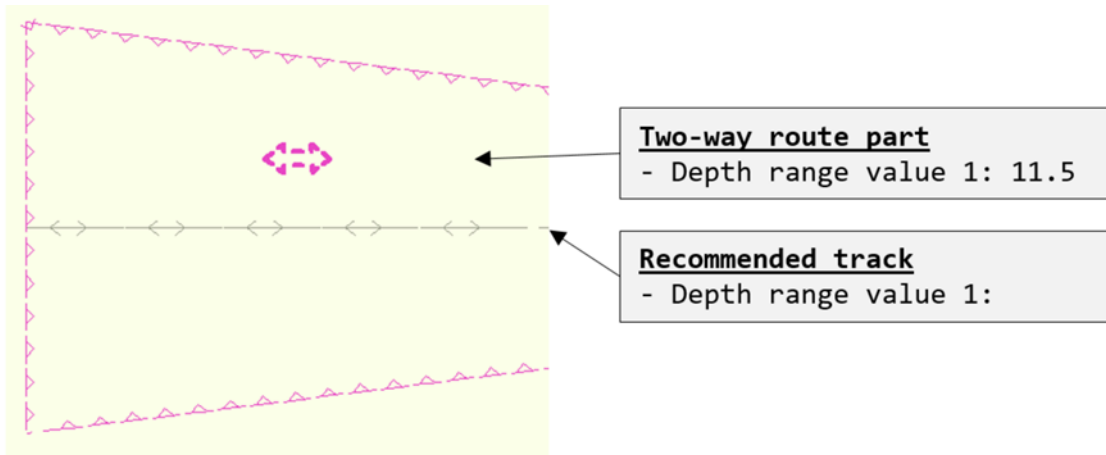 Two-way route part
- Depth range value 1: 11.5
Recommended track
- Depth range value 1: